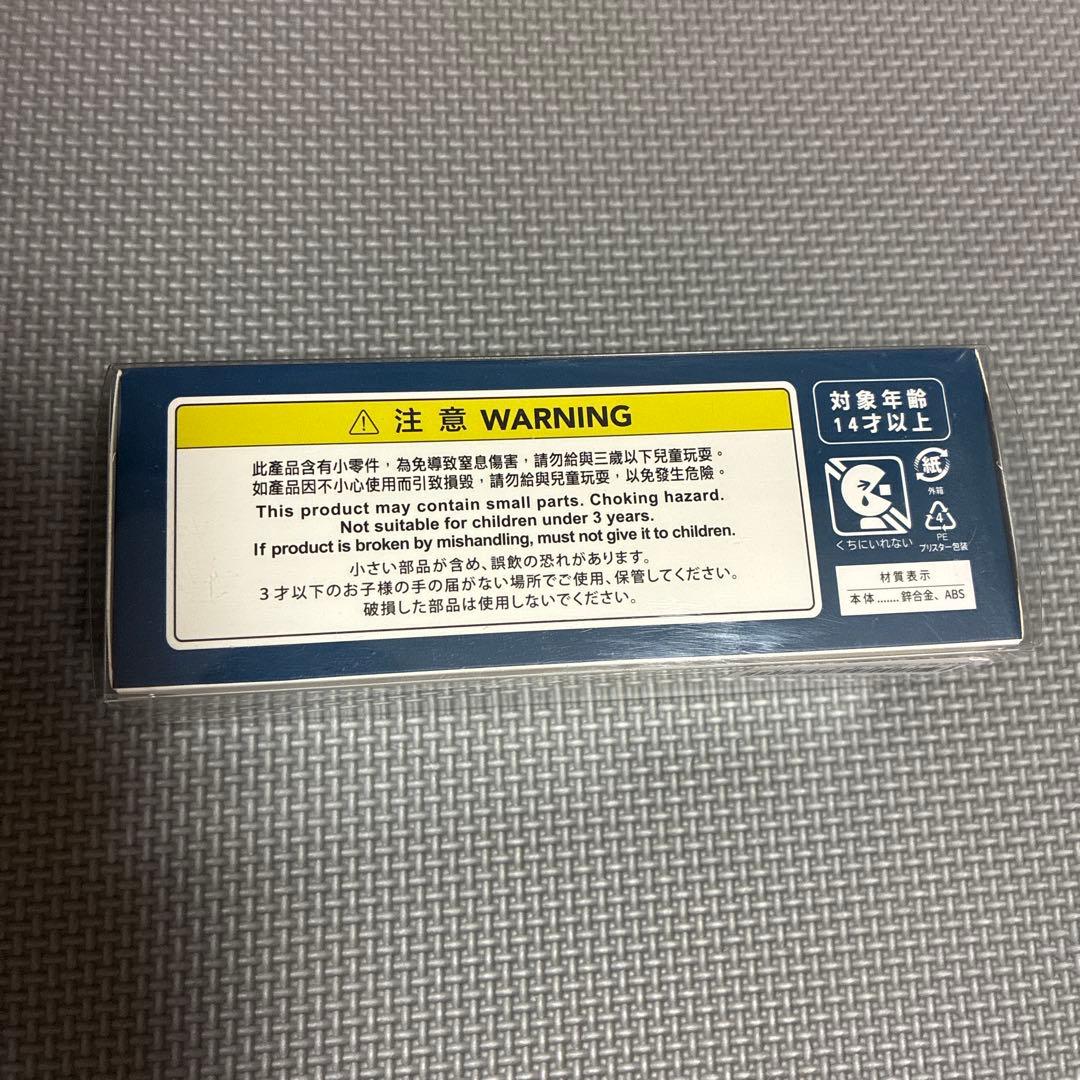 注意 WARNING
此產品含有小零件，為免導致窒息傷害，請勿給與三歲以下兒童玩耍。
如產品因不小心使用而引致損毀，請勿給與兒童玩耍，以免發生危險。
This product may contain small parts. Choking hazard.
Not suitable for children under 3 years.
If product is broken by mishandling, must not give it to children.
小さい部品が含め、誤飲の恐れがあります。
3才以下のお子様の手の届がない場所でご使用、保管してください。
破損した部品は使用しないでください。
対象年齢
14才以上
くちにいれない
紙
外箱
4
PE
ブリスター包装
材質表示
本体.......鋅合金、ABS